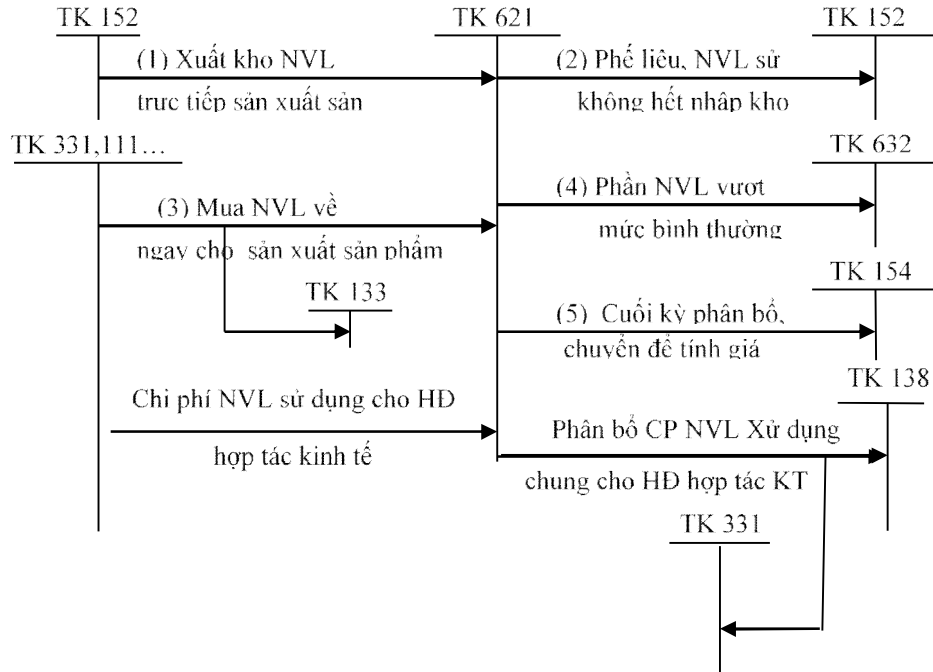 TK 152
TK 621
TK 152
(1) Xuất kho NVL
trực tiếp sản xuất sản
(2) Phế liệu, NVL sử
không hết nhập kho
TK 331,111…
TK 632
(3) Mua NVL về
ngay cho sản xuất sản phẩm
(4) Phần NVL vượt
mức bình thường
TK 133
TK 154
(5) Cuối kỳ phân bổ,
chuyển để tính giá
TK 138
Chi phí NVL sử dụng cho HĐ
hợp tác kinh tế
Phân bổ CP NVL Xử dụng
chung cho HĐ hợp tác KT
TK 331